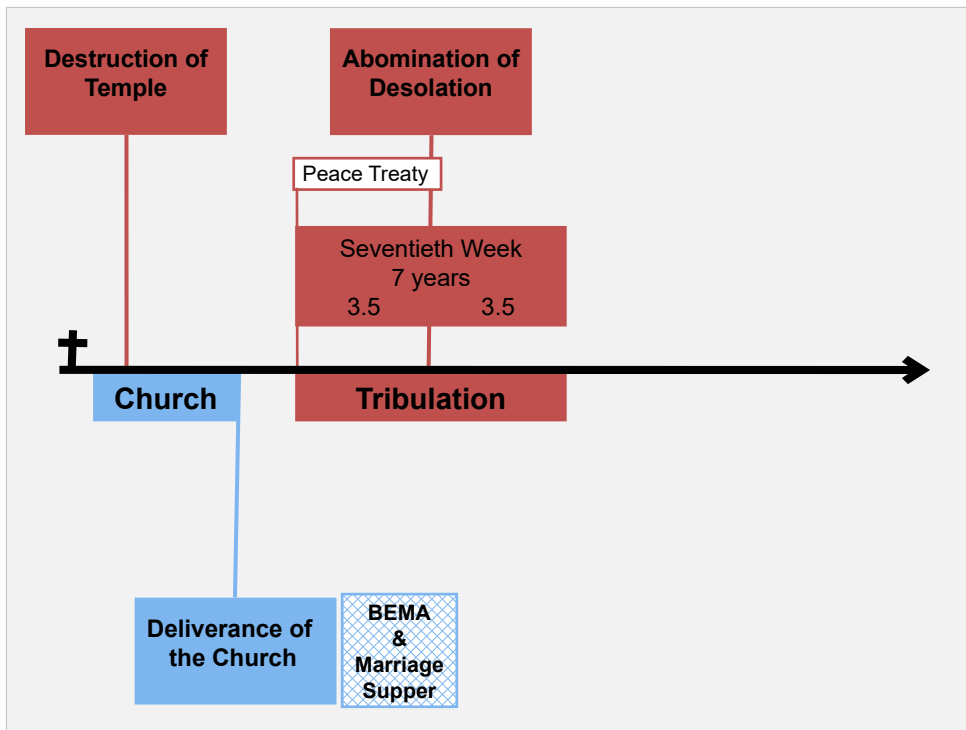 Destruction of
Temple
Abomination of
Desolation
Peace Treaty
Seventieth Week
7 years
3.5 3.5
Church
Tribulation
Deliverance of
the Church
BEMA
&
Marriage
Supper